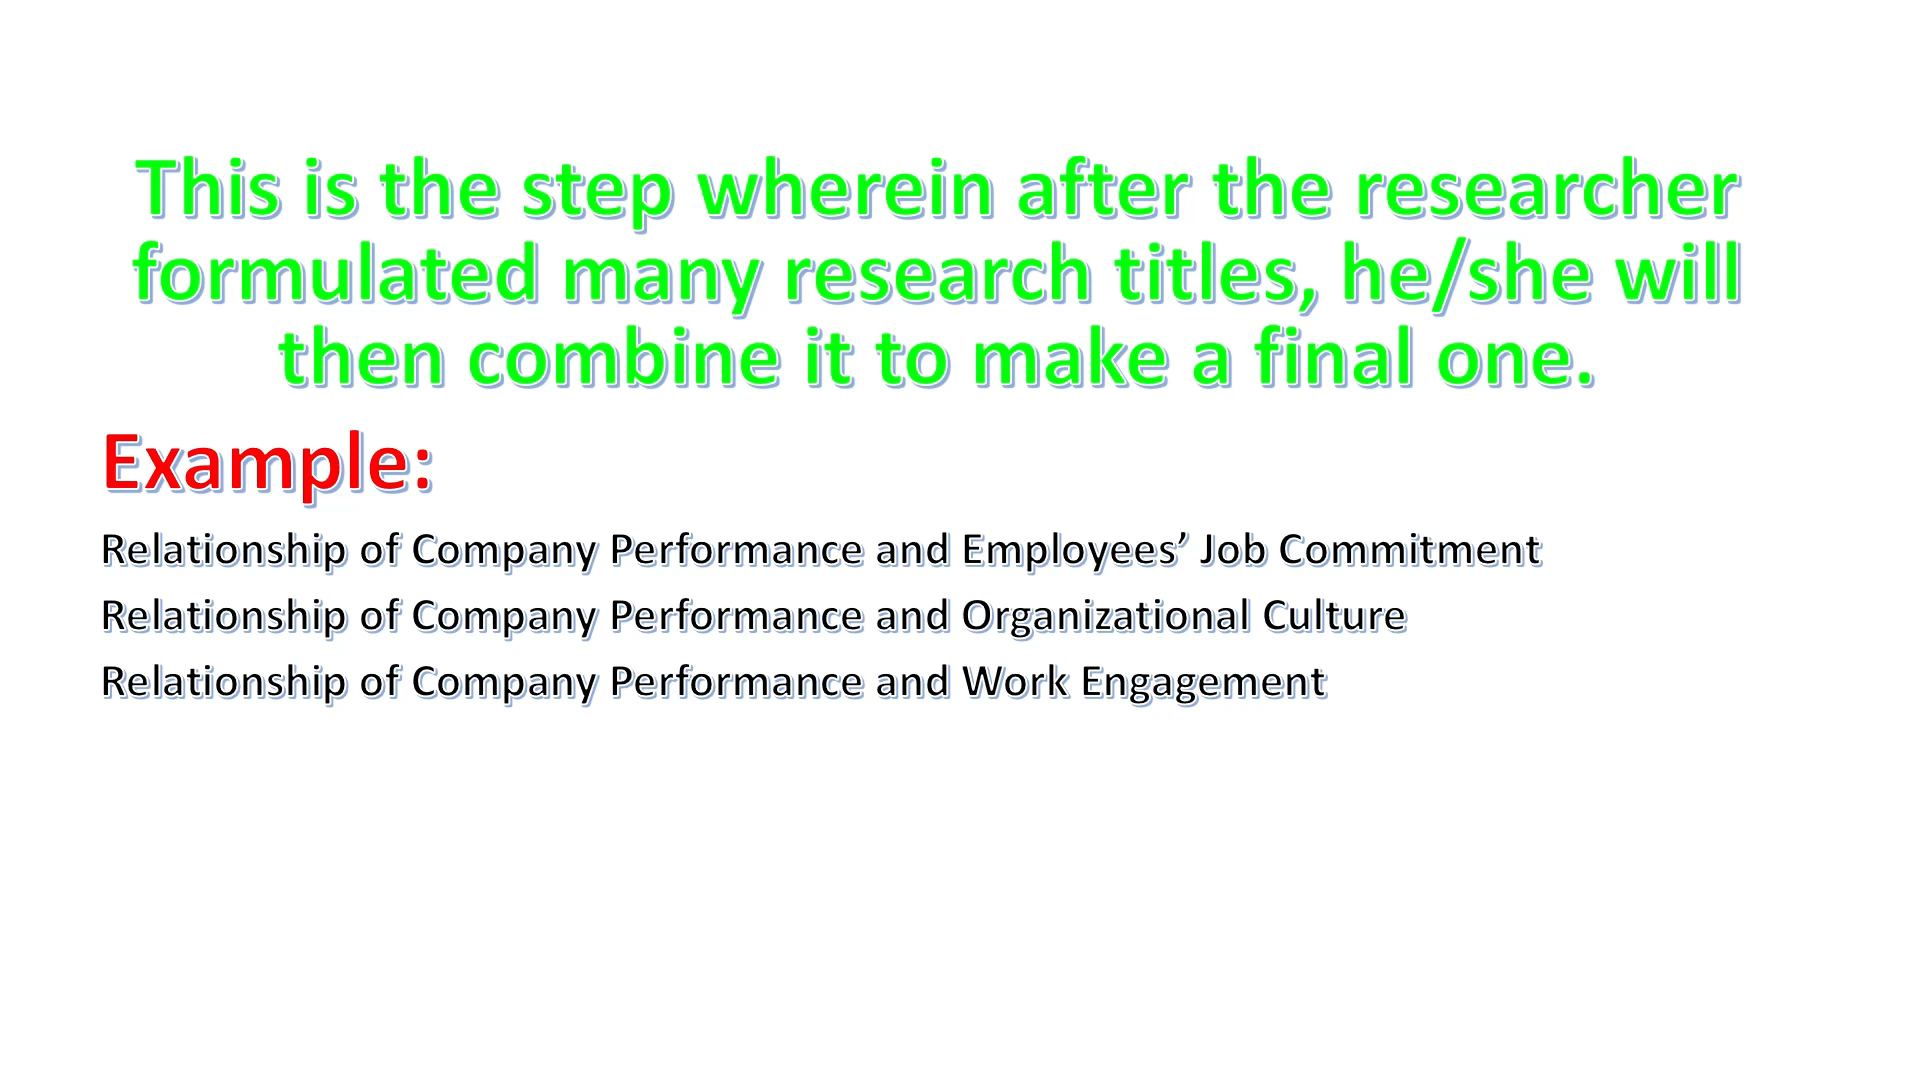 This is the step wherein after the researcher
formulated many research titles, he/she will
then combine it to make a final one.
Example:
Relationship of Company Performance and Employees’ Job Commitment
Relationship of Company Performance and Organizational Culture
Relationship of Company Performance and Work Engagement